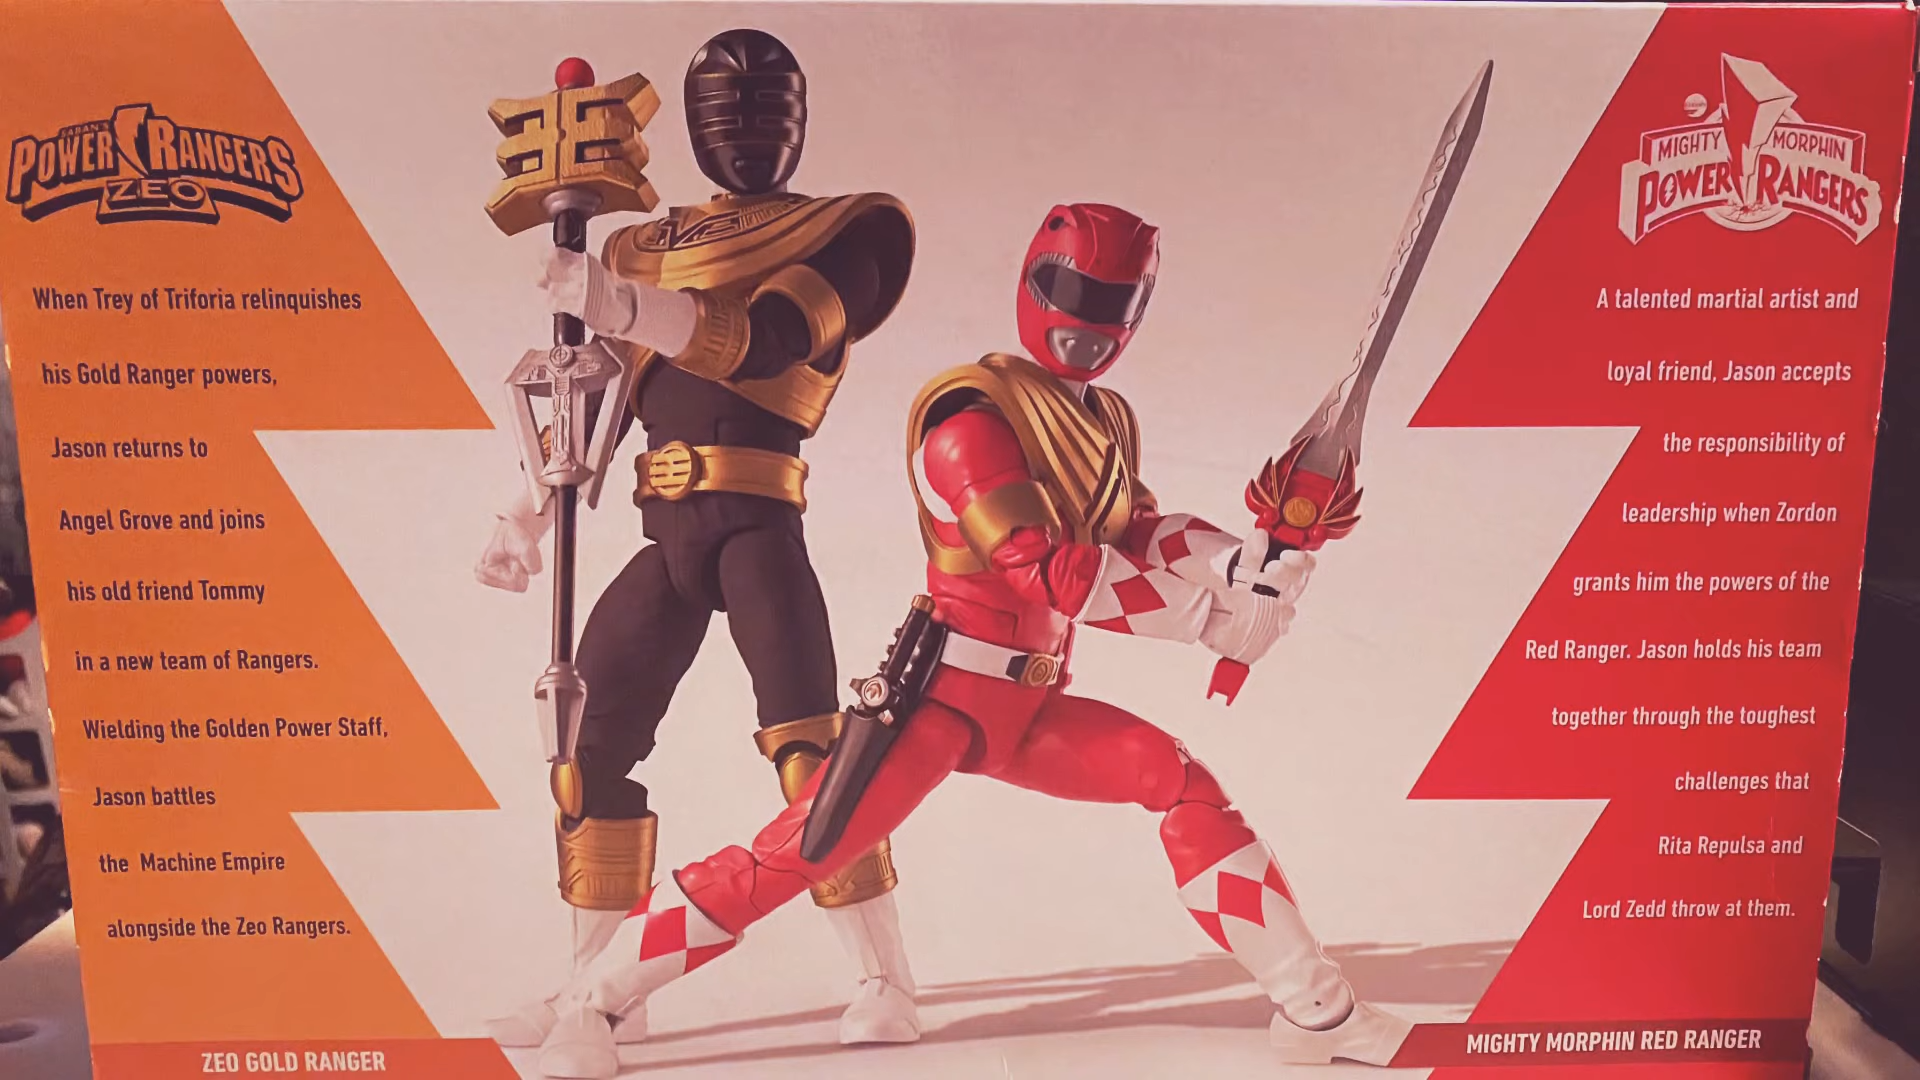 SABAN'S
POWER RANGERS
ZEO
When Trey of Triforia relinquishes
his Gold Ranger powers,
Jason returns to
Angel Grove and joins
his old friend Tommy
in a new team of Rangers.
Wielding the Golden Power Staff,
Jason battles
the Machine Empire
alongside the Zeo Rangers.
ZEO GOLD RANGER
MIGHTY MORPHIN
POWER RANGERS
A talented martial artist and
loyal friend, Jason accepts
the responsibility of
leadership when Zordon
grants him the powers of the
Red Ranger. Jason holds his team
together through the toughest
challenges that
Rita Repulsa and
Lord Zedd throw at them.
MIGHTY MORPHIN RED RANGER